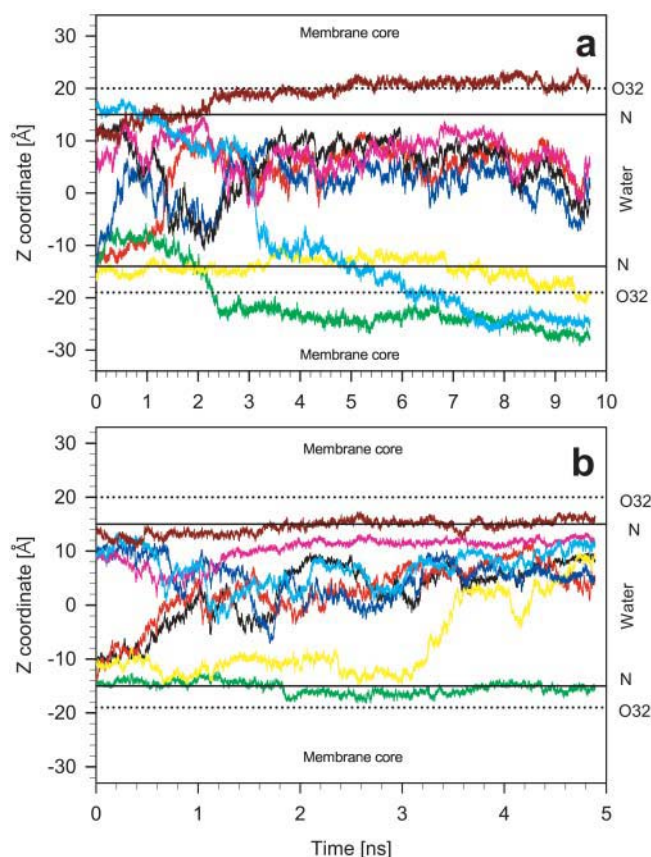 Membrane core
a
30
20
10
0
-10
-20
-30
Z coordinate [Å]
O32
N
Water
N
O32
Membrane core
0 1 2 3 4 5 6 7 8 9 10
Membrane core
b
30
20
10
0
-10
-20
-30
Z coordinate [Å]
O32
N
Water
N
O32
Membrane core
0 1 2 3 4 5
Time [ns]